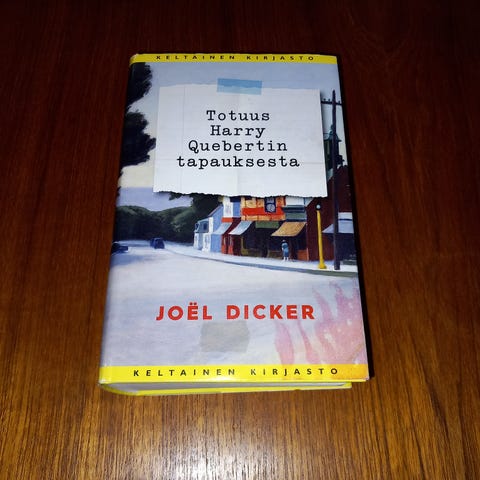 KELTAINEN KIRJASTO
Totuus
Harry
Quebertin
tapauksesta
JOËL DICKER
KELTAINEN KIRJASTO